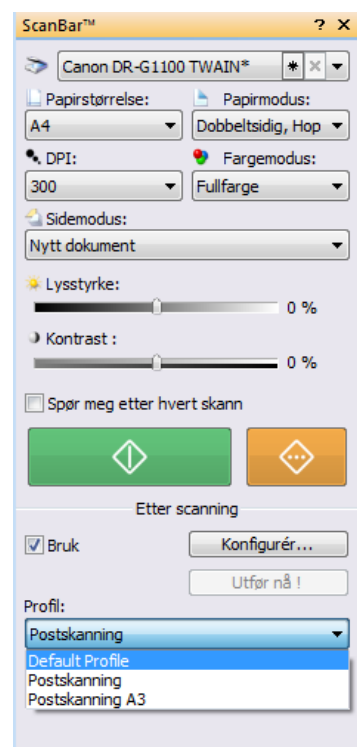 ScanBar™ ? X
Canon DR-G1100 TWAIN*
Papirstørrelse: Papirmodus:
A4 Dobbeltsidig, Hop
DPI: Fargemodus:
300 Fullfarge
Sidemodus:
Nytt dokument
Lysstyrke:
0 %
Kontrast :
0 %
Spør meg etter hvert skann
Etter scanning
Bruk Konfigurér...
Utfør nå !
Profil:
Postskanning
Default Profile
Postskanning
Postskanning A3